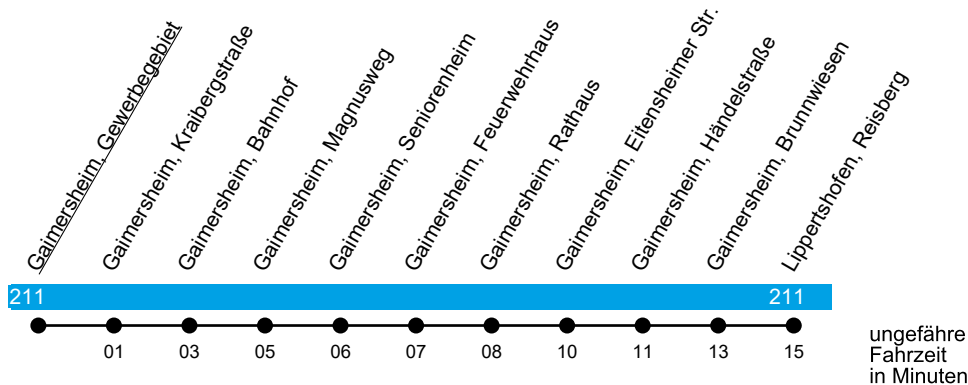 Gaimersheim, Gewerbegebiet
Gaimersheim, Kraibergstraße
Gaimersheim, Bahnhof
Gaimersheim, Magnusweg
Gaimersheim, Seniorenheim
Gaimersheim, Feuerwehrhaus
Gaimersheim, Rathaus
Gaimersheim, Eitensheimer Str.
Gaimersheim, Händelstraße
Gaimersheim, Brunnwiesen
Lippertshofen, Reisberg
211 211
01 03 05 06 07 08 10 11 13 15
ungefähre
Fahrzeit
in Minuten